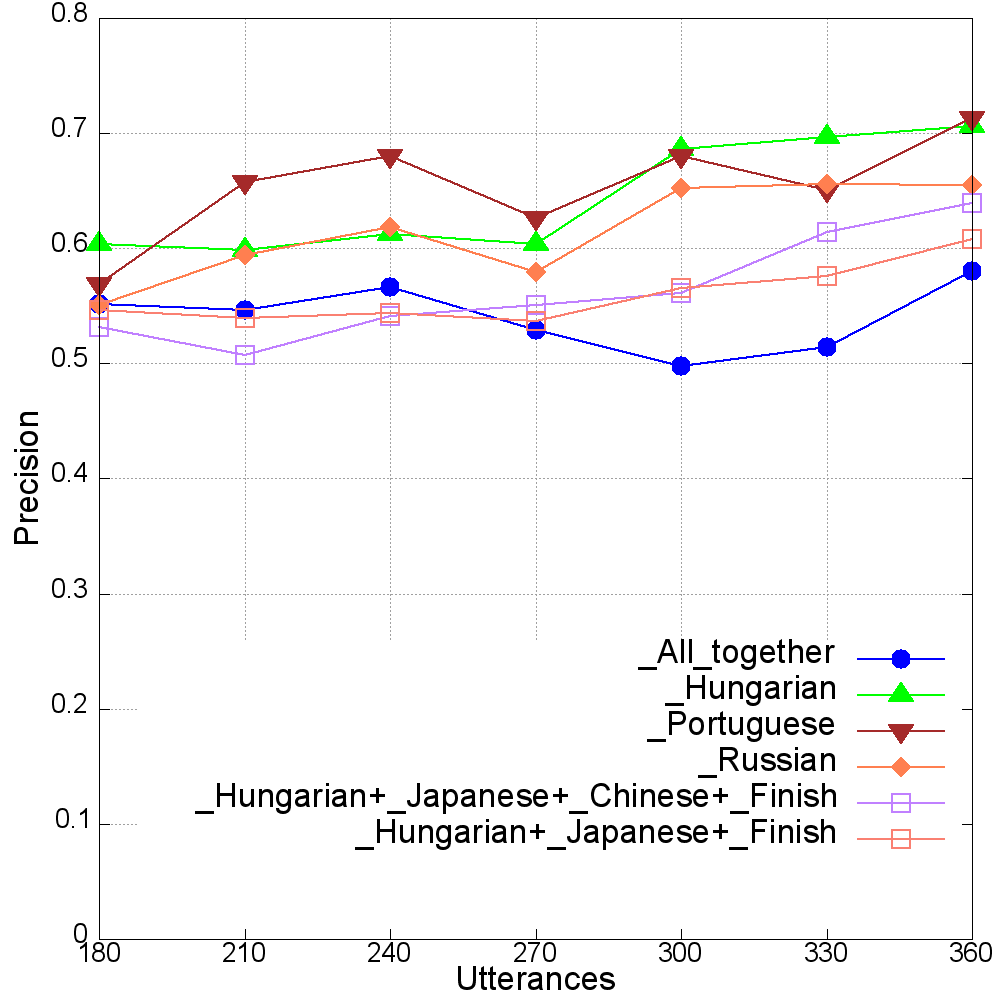 0.8
0.7
0.6
0.5
0.4
0.3
0.2
0.1
0
Precision
_All_together
_Hungarian
_Portuguese
_Russian
_Hungarian+_Japanese+_Chinese+_Finish
_Hungarian+_Japanese+_Finish
180 210 240 270 300 330 360
Utterances